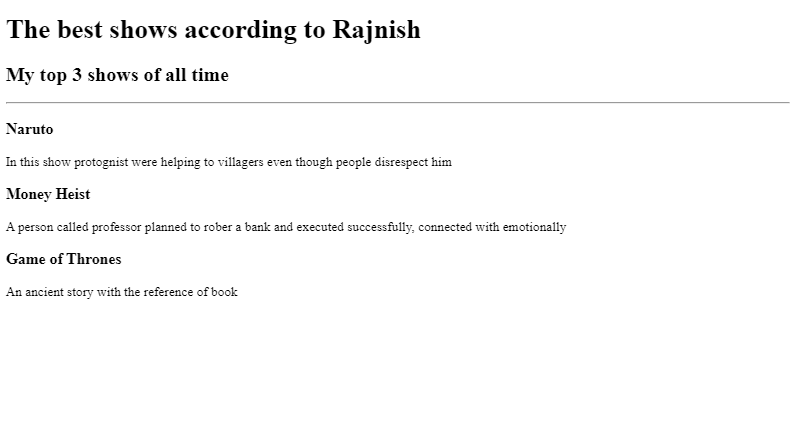 The best shows according to Rajnish
My top 3 shows of all time
Naruto
In this show protognist were helping to villagers even though people disrespect him
Money Heist
A person called professor planned to rober a bank and executed successfully, connected with emotionally
Game of Thrones
An ancient story with the reference of book